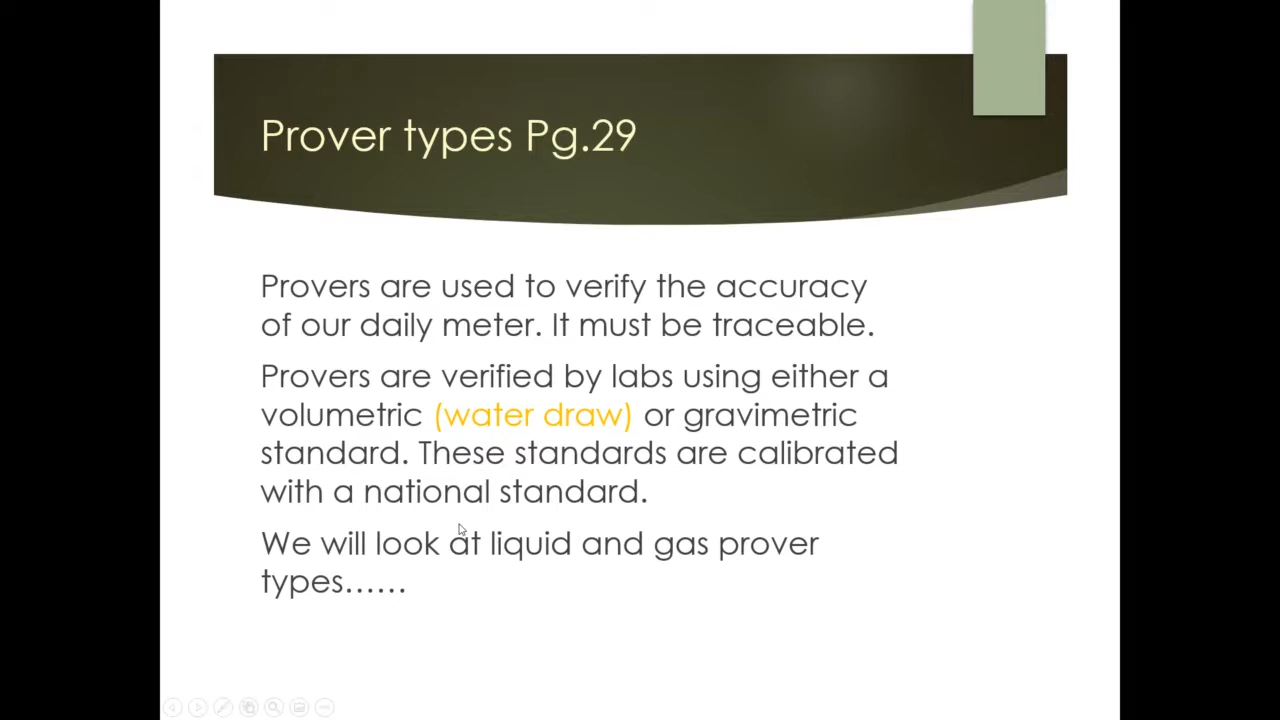 Prover types Pg.29
Provers are used to verify the accuracy
of our daily meter. It must be traceable.
Provers are verified by labs using either a
volumetric (water draw) or gravimetric
standard. These standards are calibrated
with a national standard.
We will look at liquid and gas prover
types……